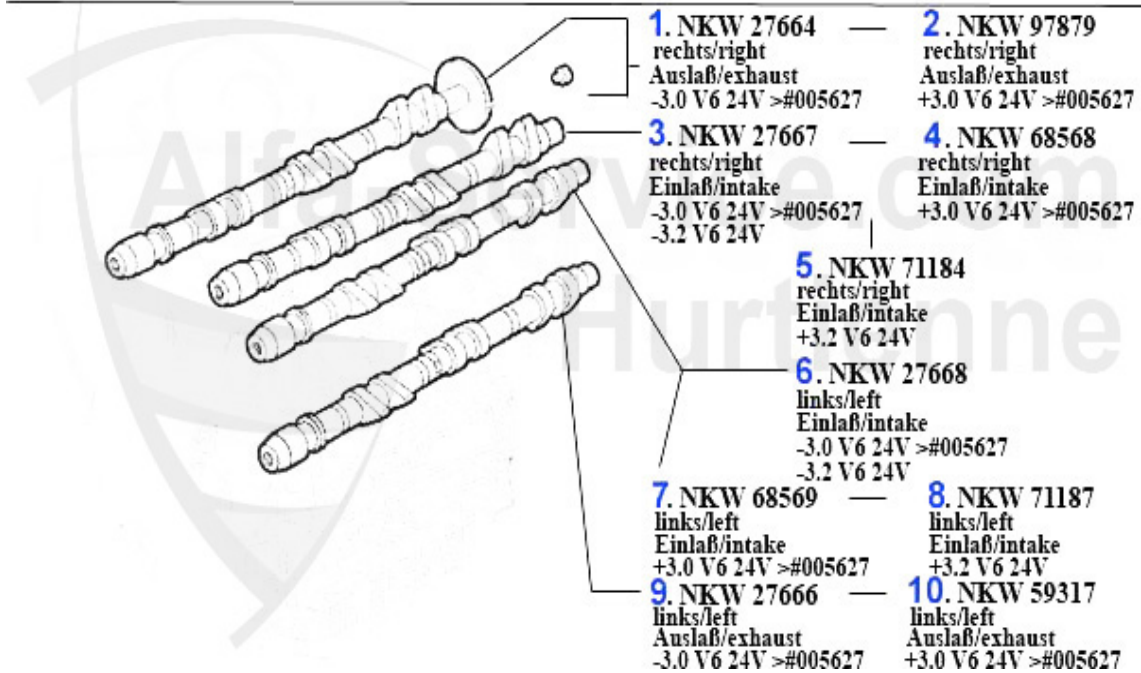 1. NKW 27664
rechts/right
Auslaß/exhaust
-3.0 V6 24V >#005627
2. NKW 97879
rechts/right
Auslaß/exhaust
+3.0 V6 24V >#005627
3. NKW 27667
rechts/right
Einlaß/intake
-3.0 V6 24V >#005627
-3.2 V6 24V
4. NKW 68568
rechts/right
Einlaß/intake
+3.0 V6 24V >#005627
5. NKW 71184
rechts/right
Einlaß/intake
+3.2 V6 24V
6. NKW 27668
links/left
Einlaß/intake
-3.0 V6 24V >#005627
-3.2 V6 24V
7. NKW 68569
links/left
Einlaß/intake
+3.0 V6 24V >#005627
8. NKW 71187
links/left
Einlaß/intake
+3.2 V6 24V
9. NKW 27666
links/left
Auslaß/exhaust
-3.0 V6 24V >#005627
10. NKW 59317
links/left
Auslaß/exhaust
+3.0 V6 24V >#005627
Alfa-Service.com
Hurtienne